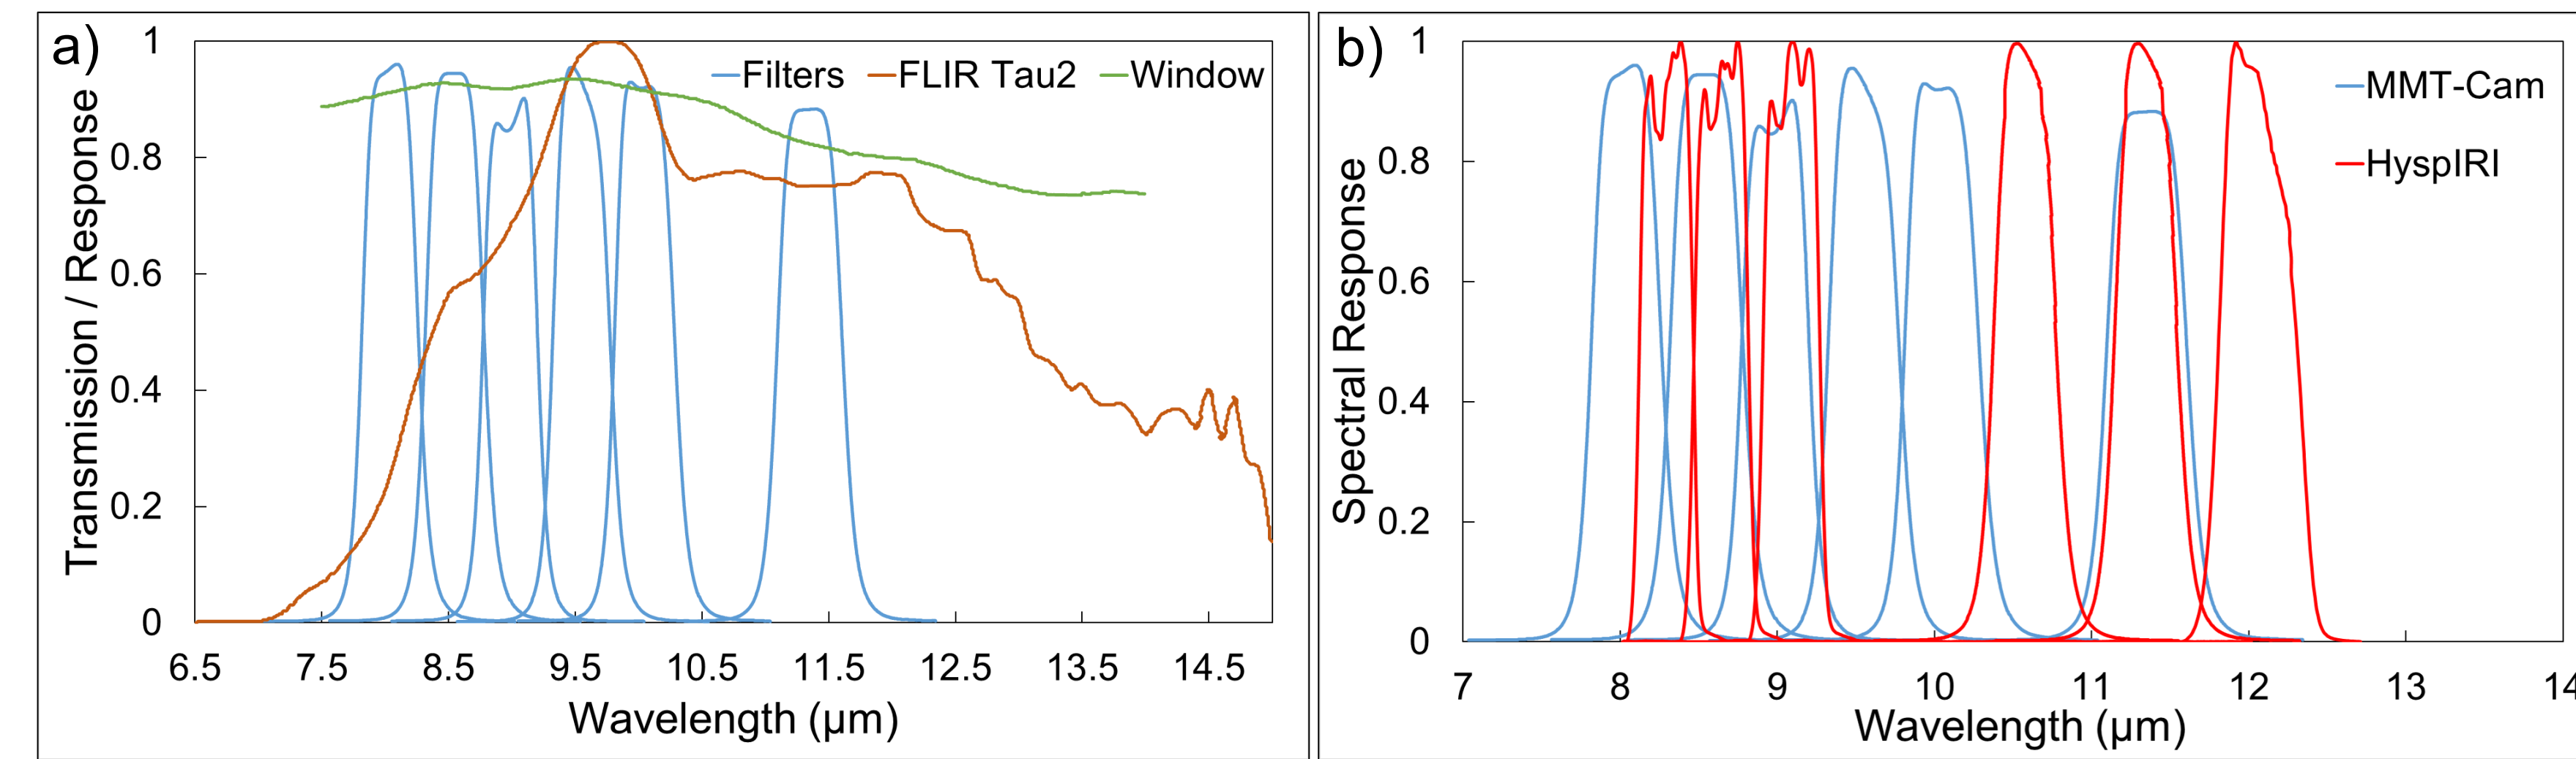 a)
Filters FLIR Tau2 Window
Transmission / Response
1
0.8
0.6
0.4
0.2
0
6.5 7.5 8.5 9.5 10.5 11.5 12.5 13.5 14.5
Wavelength (μm)
b)
MMT-Cam
HyspIRI
Spectral Response
1
0.8
0.6
0.4
0.2
0
7 8 9 10 11 12 13 14
Wavelength (μm)